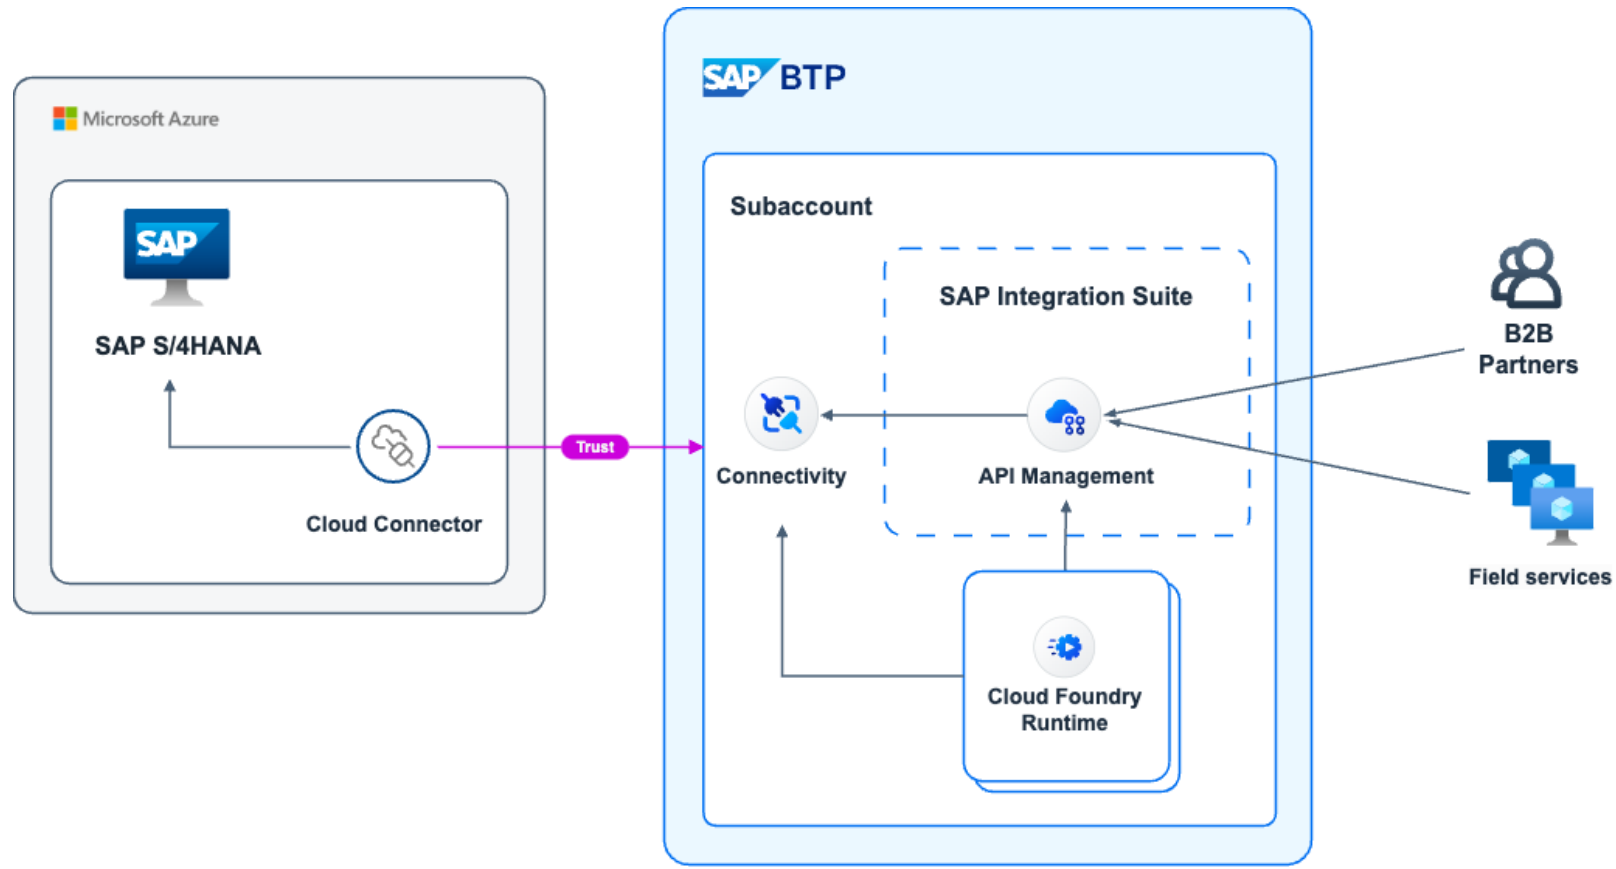 Microsoft Azure
SAP
SAP S/4HANA
Cloud Connector
Trust
SAP BTP
Subaccount
SAP Integration Suite
Connectivity
API Management
Cloud Foundry
Runtime
B2B
Partners
Field services